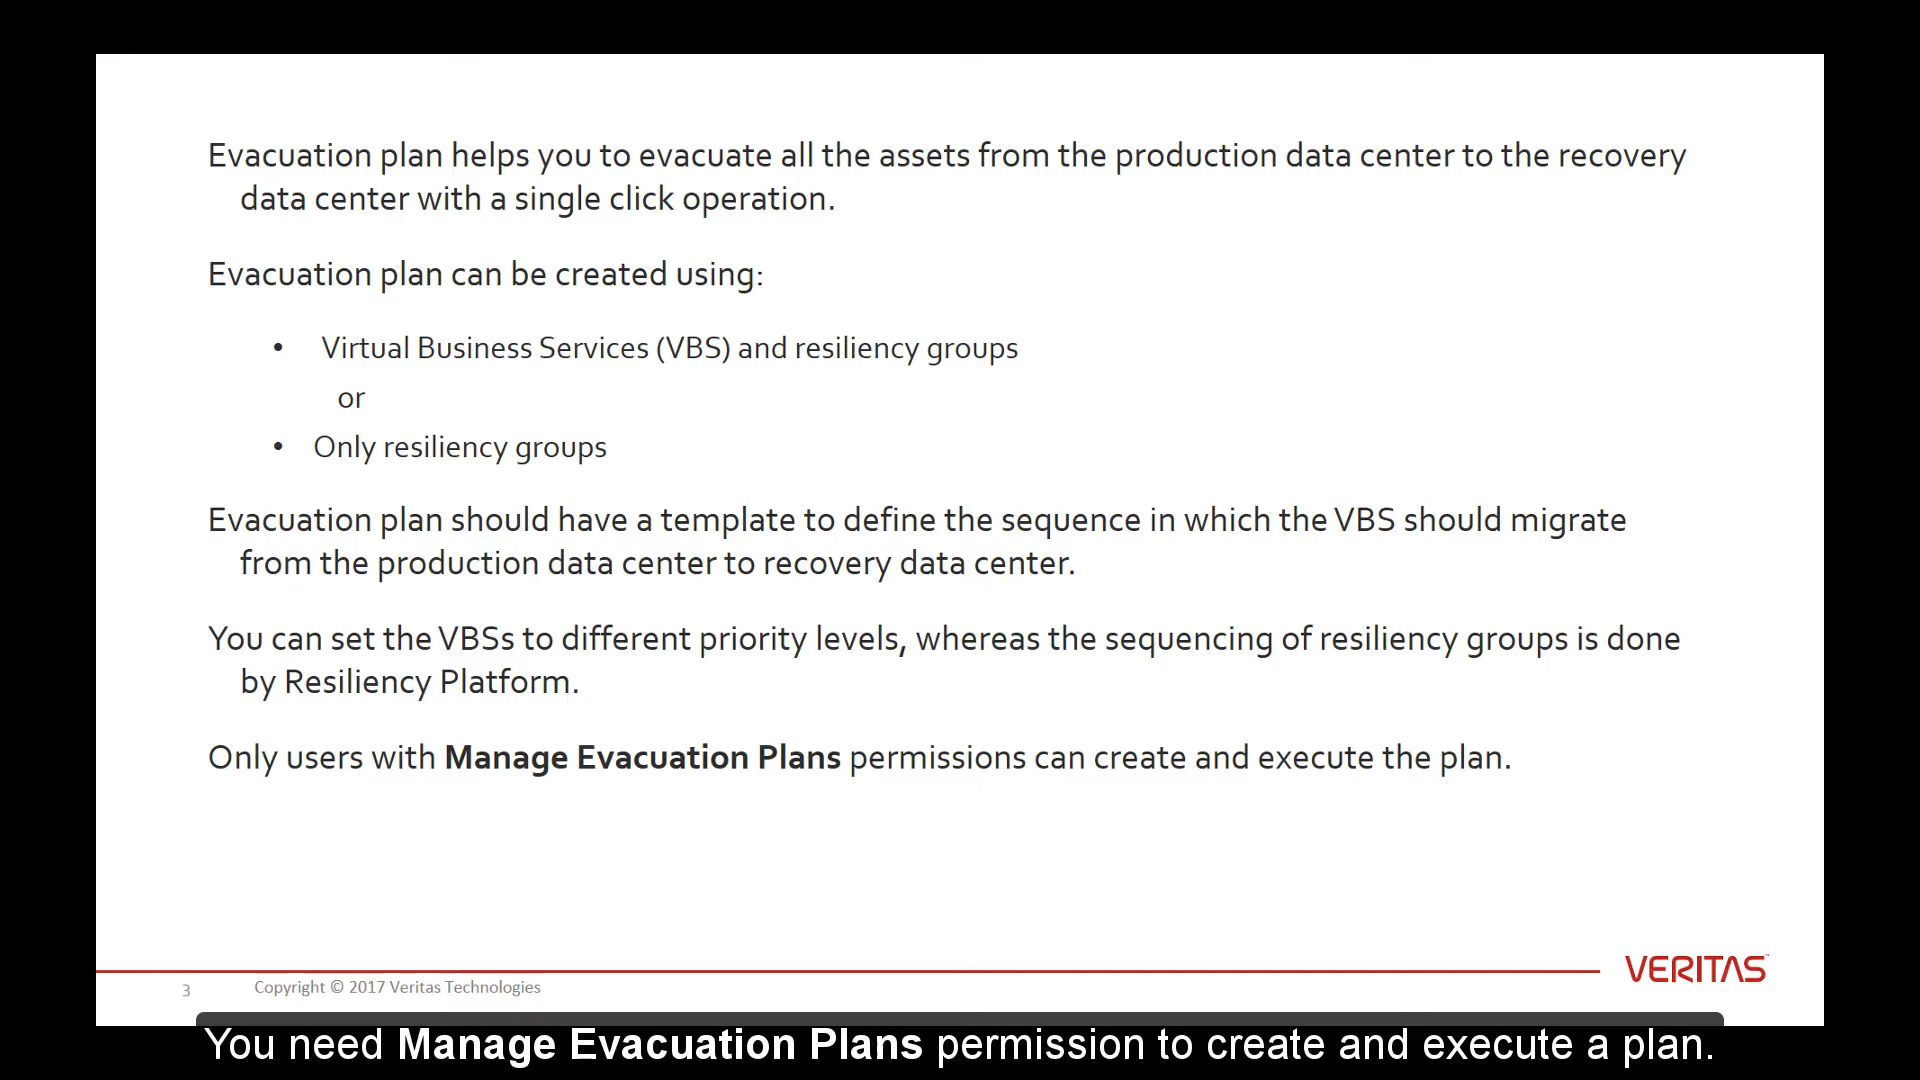 Evacuation plan helps you to evacuate all the assets from the production data center to the recovery
data center with a single click operation.
Evacuation plan can be created using:
• Virtual Business Services (VBS) and resiliency groups
or
• Only resiliency groups
Evacuation plan should have a template to define the sequence in which the VBS should migrate
from the production data center to recovery data center.
You can set the VBSs to different priority levels, whereas the sequencing of resiliency groups is done
by Resiliency Platform.
Only users with Manage Evacuation Plans permissions can create and execute the plan.
VERITAS™
3 Copyright © 2017 Veritas Technologies
You need Manage Evacuation Plans permission to create and execute a plan.